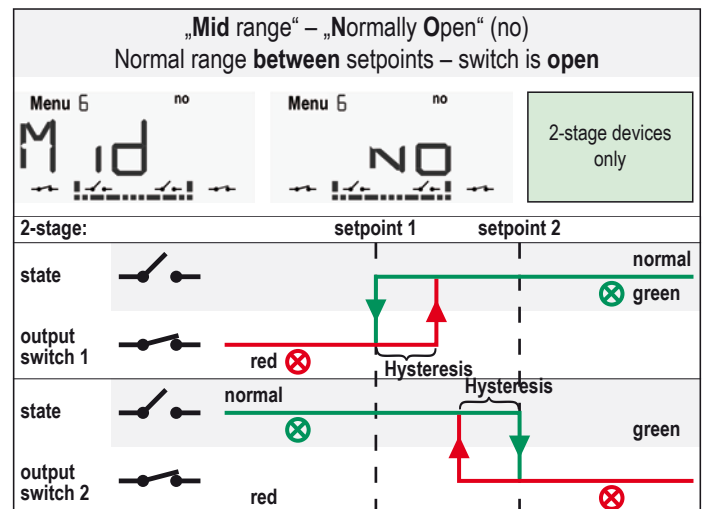 „Mid range“ – „Normally Open“ (no)
Normal range between setpoints – switch is open
Menu 6 no
Mid
Menu 6 no
NO
2-stage devices
only
2-stage: setpoint 1 setpoint 2
state normal
green
output
switch 1
red
Hysteresis
Hysteresis
state normal
green
output
switch 2
red